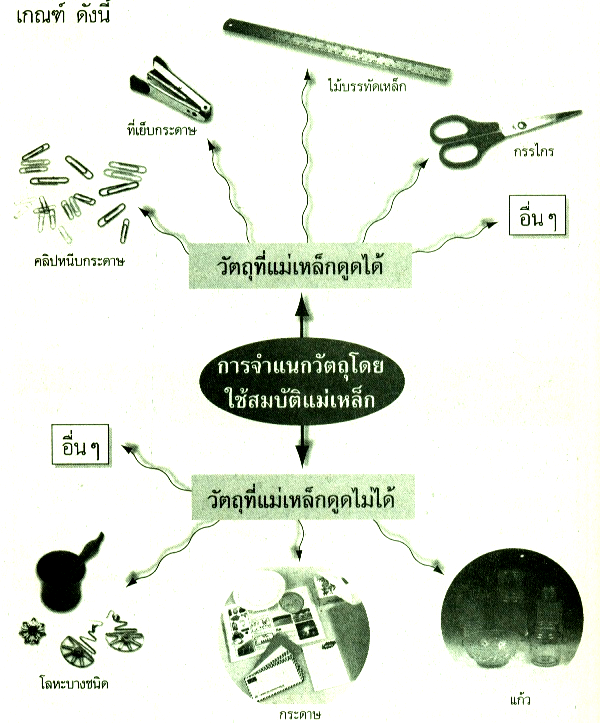 เกณฑ์ ดังนี้
ไม้บรรทัดเหล็ก
ที่เย็บกระดาษ
กรรไกร
อื่น ๆ
คลิปหนีบกระดาษ
วัตถุที่แม่เหล็กดูดได้
การจำแนกวัตถุโดย
ใช้สมบัติแม่เหล็ก
อื่น ๆ
วัตถุที่แม่เหล็กดูดไม่ได้
โลหะบางชนิด
กระดาษ
แก้ว